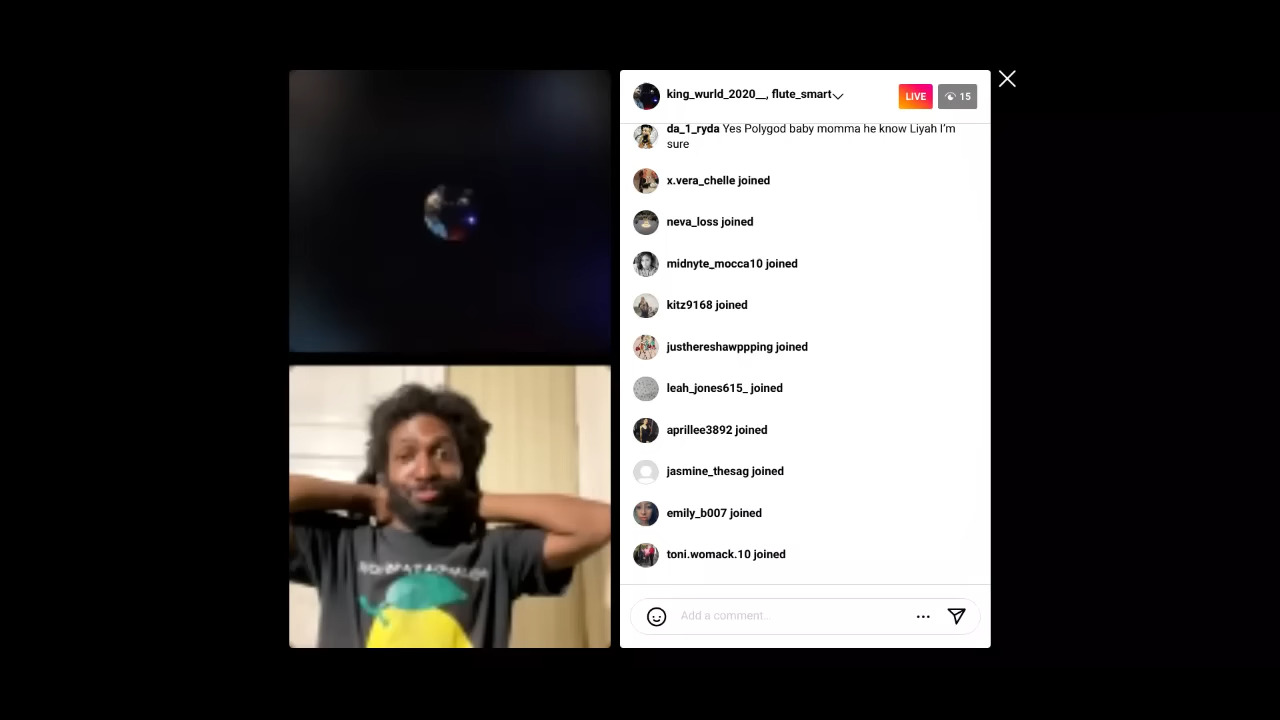 king_wurld_2020__, flute_smart
LIVE
15
da_1_ryda Yes Polygod baby momma he know Liyah I'm
sure
x.vera_chelle joined
neva_loss joined
midnyte_mocca10 joined
kitz9168 joined
justhereshawppping joined
leah_jones615_ joined
aprillee3892 joined
jasmine_thesag joined
emily_b007 joined
toni.womack.10 joined
Add a comment...